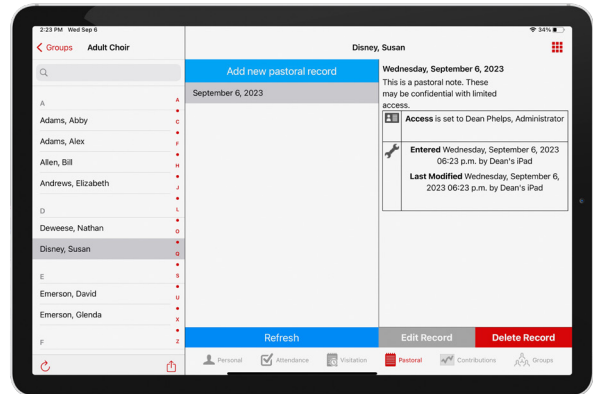 2:23 PM Wed Sep 6
34%
Groups
Adult Choir
Disney, Susan
A
Adams, Abby
Adams, Alex
Allen, Bill
Andrews, Elizabeth
D
Deweese, Nathan
Disney, Susan
E
Emerson, David
Emerson, Glenda
F
A
C
F
H
J
L
O
Q
S
U
X
Z
Add new pastoral record
September 6, 2023
Refresh
Wednesday, September 6, 2023
This is a pastoral note. These
may be confidential with limited
access.
Access is set to Dean Phelps, Administrator
Entered Wednesday, September 6, 2023
06:23 p.m. by Dean's iPad
Last Modified Wednesday, September 6,
2023 06:23 p.m. by Dean's iPad
Edit Record
Delete Record
Personal
Attendance
Visitation
Pastoral
Contributions
Groups